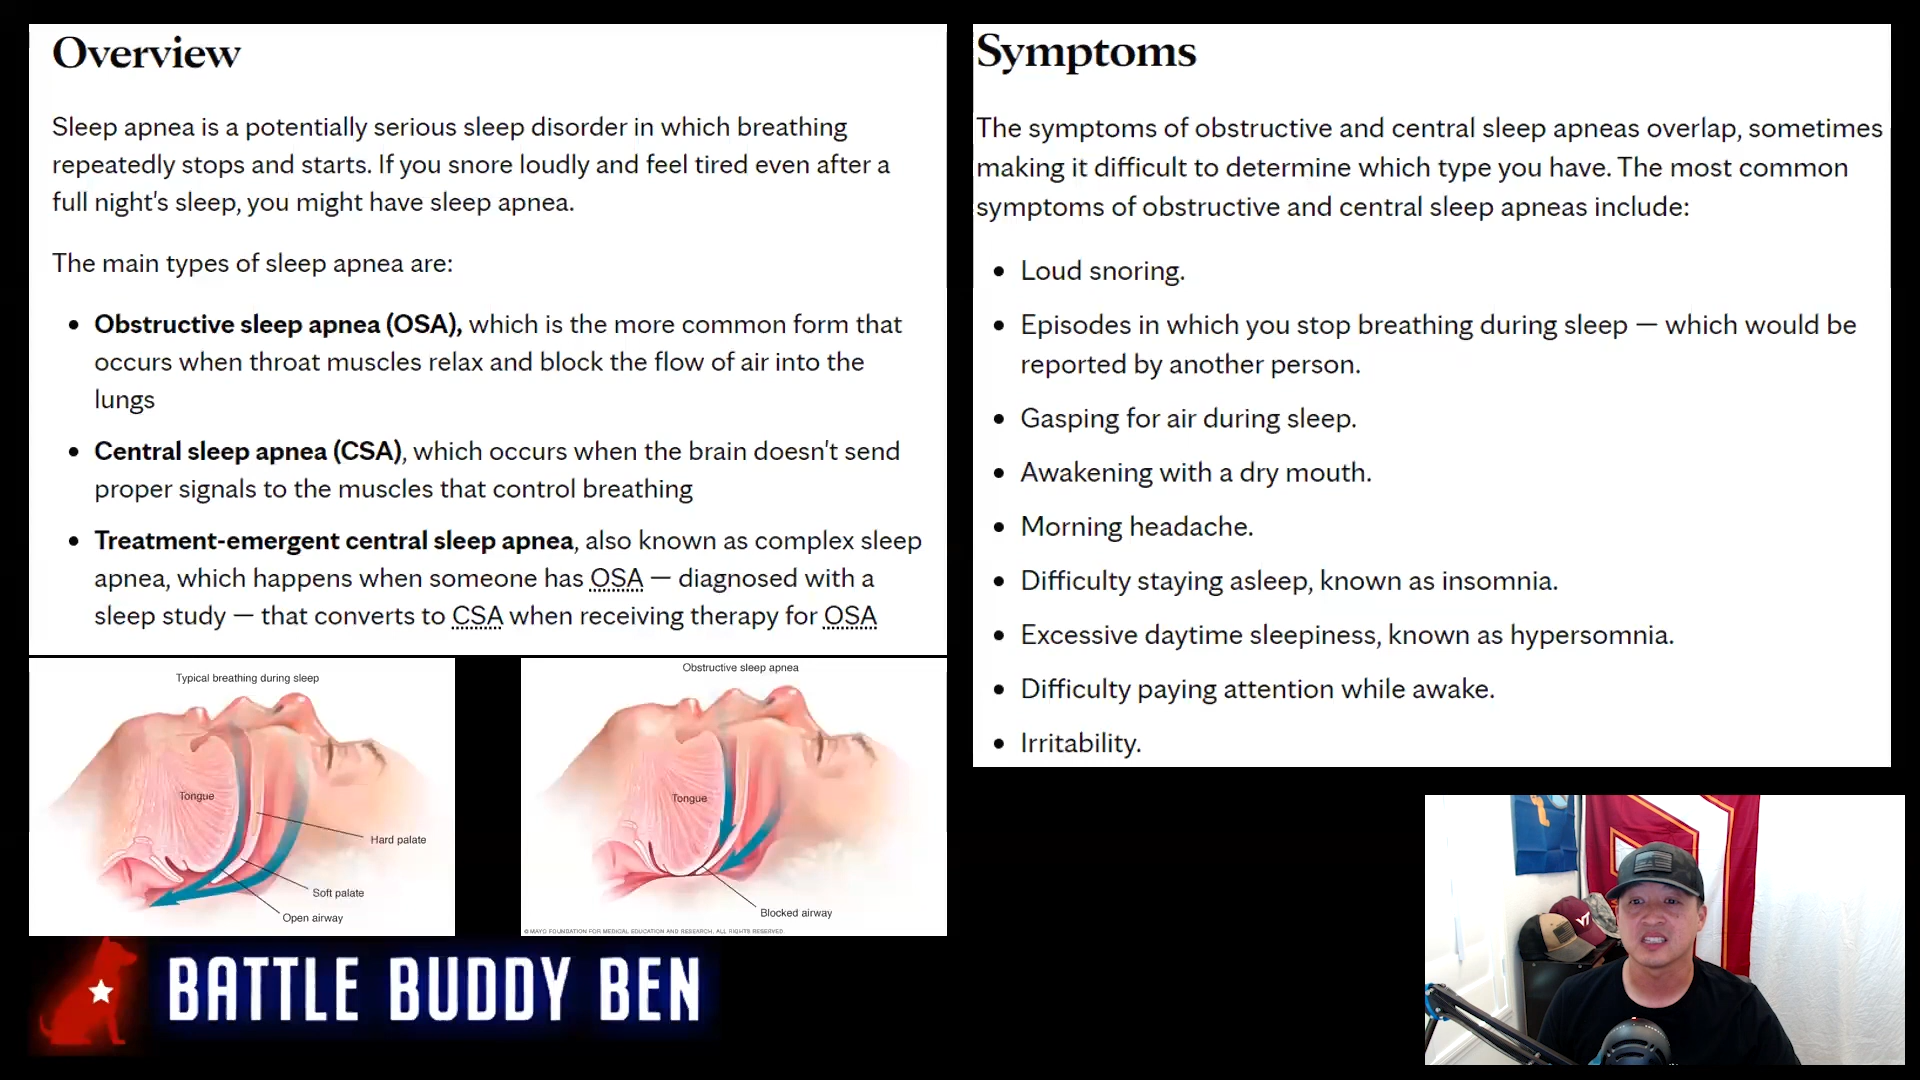 Overview
Sleep apnea is a potentially serious sleep disorder in which breathing
repeatedly stops and starts. If you snore loudly and feel tired even after a
full night's sleep, you might have sleep apnea.
The main types of sleep apnea are:
• Obstructive sleep apnea (OSA), which is the more common form that
occurs when throat muscles relax and block the flow of air into the
lungs
• Central sleep apnea (CSA), which occurs when the brain doesn't send
proper signals to the muscles that control breathing
• Treatment-emergent central sleep apnea, also known as complex sleep
apnea, which happens when someone has OSA — diagnosed with a
sleep study — that converts to CSA when receiving therapy for OSA
Typical breathing during sleep
Tongue
Hard palate
Soft palate
Open airway
Obstructive sleep apnea
Tongue
Blocked airway
© MAYO FOUNDATION FOR MEDICAL EDUCATION AND RESEARCH. ALL RIGHTS RESERVED.
BATTLE BUDDY BEN
Symptoms
The symptoms of obstructive and central sleep apneas overlap, sometimes
making it difficult to determine which type you have. The most common
symptoms of obstructive and central sleep apneas include:
• Loud snoring.
• Episodes in which you stop breathing during sleep — which would be
reported by another person.
• Gasping for air during sleep.
• Awakening with a dry mouth.
• Morning headache.
• Difficulty staying asleep, known as insomnia.
• Excessive daytime sleepiness, known as hypersomnia.
• Difficulty paying attention while awake.
• Irritability.
VT